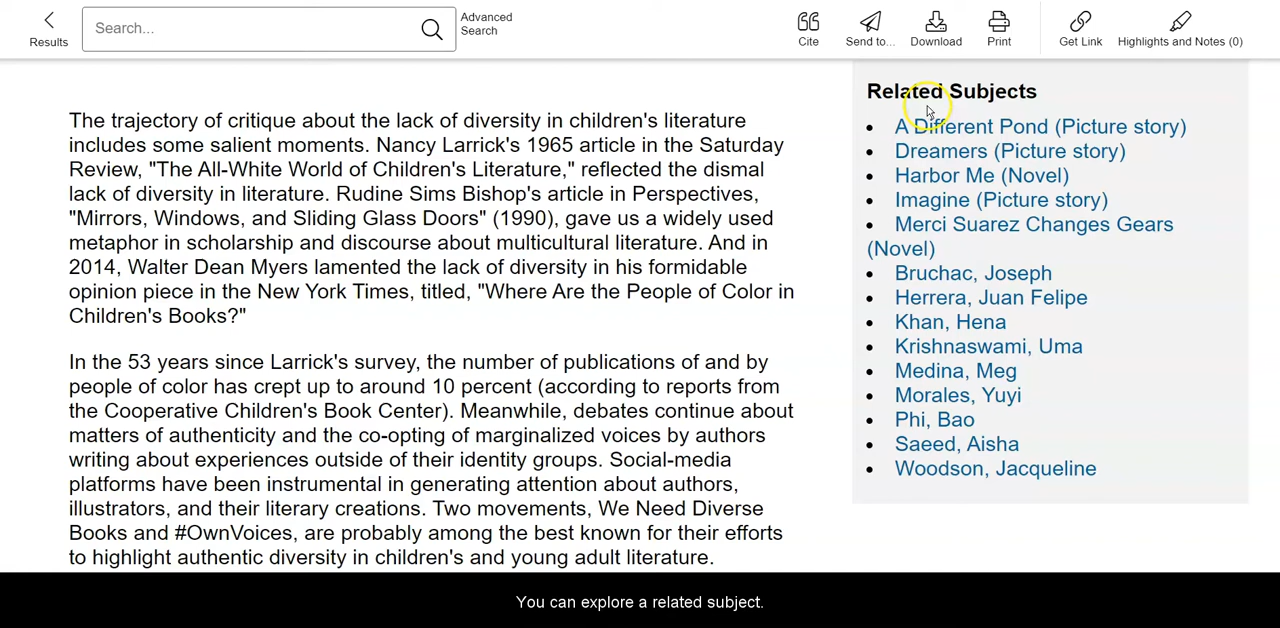 Results
Search...
Advanced
Search
Cite
Send to...
Download
Print
Get Link
Highlights and Notes (0)
The trajectory of critique about the lack of diversity in children's literature
includes some salient moments. Nancy Larrick's 1965 article in the Saturday
Review, "The All-White World of Children's Literature," reflected the dismal
lack of diversity in literature. Rudine Sims Bishop's article in Perspectives,
"Mirrors, Windows, and Sliding Glass Doors" (1990), gave us a widely used
metaphor in scholarship and discourse about multicultural literature. And in
2014, Walter Dean Myers lamented the lack of diversity in his formidable
opinion piece in the New York Times, titled, "Where Are the People of Color in
Children's Books?"
In the 53 years since Larrick's survey, the number of publications of and by
people of color has crept up to around 10 percent (according to reports from
the Cooperative Children's Book Center). Meanwhile, debates continue about
matters of authenticity and the co-opting of marginalized voices by authors
writing about experiences outside of their identity groups. Social-media
platforms have been instrumental in generating attention about authors,
illustrators, and their literary creations. Two movements, We Need Diverse
Books and #OwnVoices, are probably among the best known for their efforts
to highlight authentic diversity in children's and young adult literature.
Related Subjects
• A Different Pond (Picture story)
• Dreamers (Picture story)
• Harbor Me (Novel)
• Imagine (Picture story)
• Merci Suarez Changes Gears
(Novel)
• Bruchac, Joseph
• Herrera, Juan Felipe
• Khan, Hena
• Krishnaswami, Uma
• Medina, Meg
• Morales, Yuyi
• Phi, Bao
• Saeed, Aisha
• Woodson, Jacqueline
You can explore a related subject.